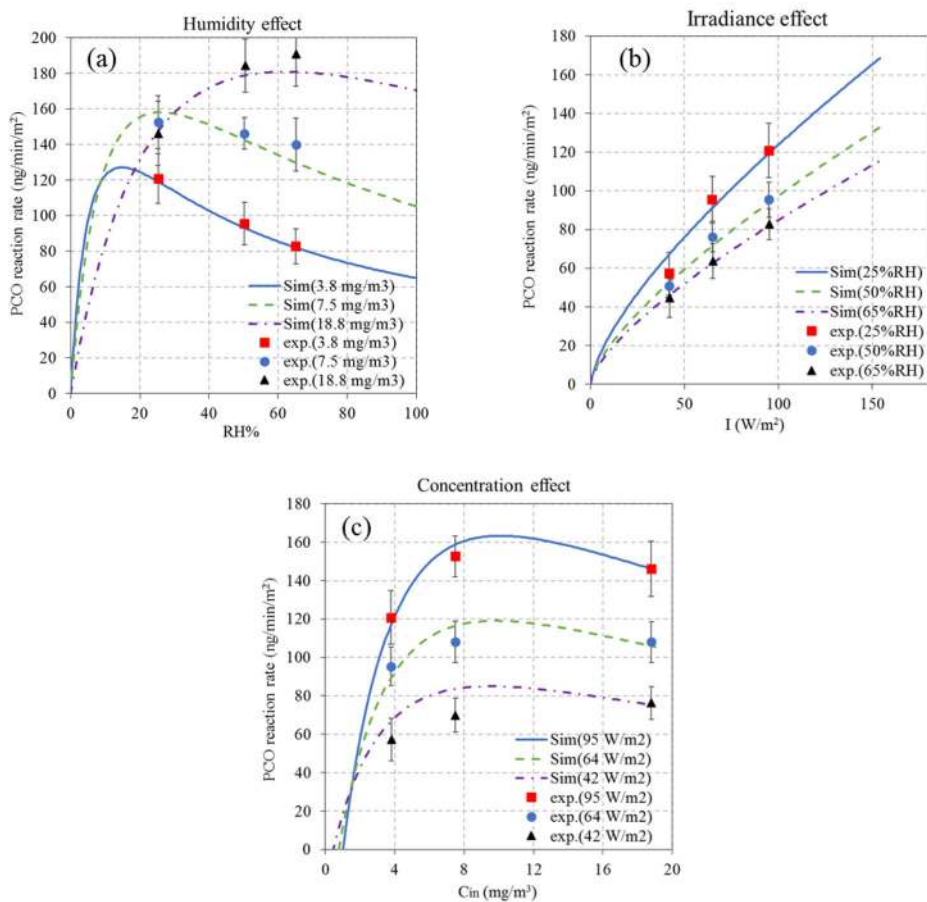 Humidity effect
(a)
PCO reaction rate (ng/min/m²)
200
180
160
140
120
100
80
60
40
20
0
Sim(3.8 mg/m3)
Sim(7.5 mg/m3)
Sim(18.8 mg/m3)
exp.(3.8 mg/m3)
exp.(7.5 mg/m3)
exp.(18.8 mg/m3)
0 20 40 60 80 100
RH%
Irradiance effect
(b)
PCO reaction rate (ng/min/m²)
180
160
140
120
100
80
60
40
20
0
Sim(25%RH)
Sim(50%RH)
Sim(65%RH)
exp.(25%RH)
exp.(50%RH)
exp.(65%RH)
0 50 100 150
I (W/m²)
Concentration effect
(c)
PCO reaction rate (ng/min/m²)
180
160
140
120
100
80
60
40
20
0
Sim(95 W/m2)
Sim(64 W/m2)
Sim(42 W/m2)
exp.(95 W/m2)
exp.(64 W/m2)
exp.(42 W/m2)
0 4 8 12 16 20
Cin (mg/m³)